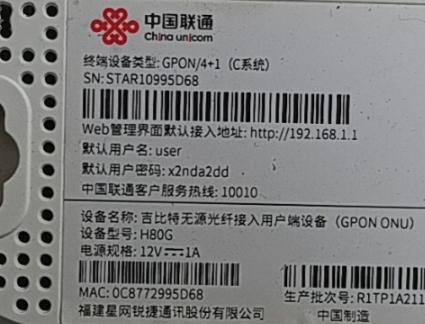 中国联通
China unicom
终端设备类型: GPON/4+1（C系统）
SN: STAR10995D68
Web管理界面默认接入地址: http://192.168.1.1
默认用户名: user
默认用户密码: x2nda2dd
中国联通客户服务热线: 10010
设备名称: 吉比特无源光纤接入用户端设备（GPON ONU）
设备型号: H80G
电源规格: 12V⎓1A
MAC: 0C8772995D68
生产批次号: R1TP1A211
福建星网锐捷通讯股份有限公司
中国制造